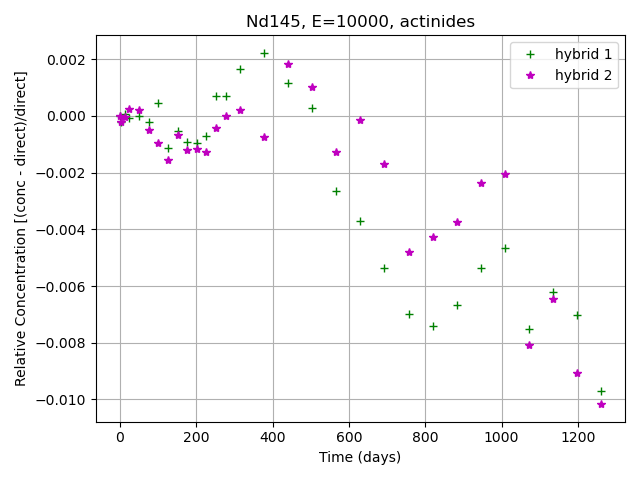 Nd145, E=10000, actinides
hybrid 1
hybrid 2
Relative Concentration [(conc - direct)/direct]
0.002
0.000
−0.002
−0.004
−0.006
−0.008
−0.010
0 200 400 600 800 1000 1200
Time (days)